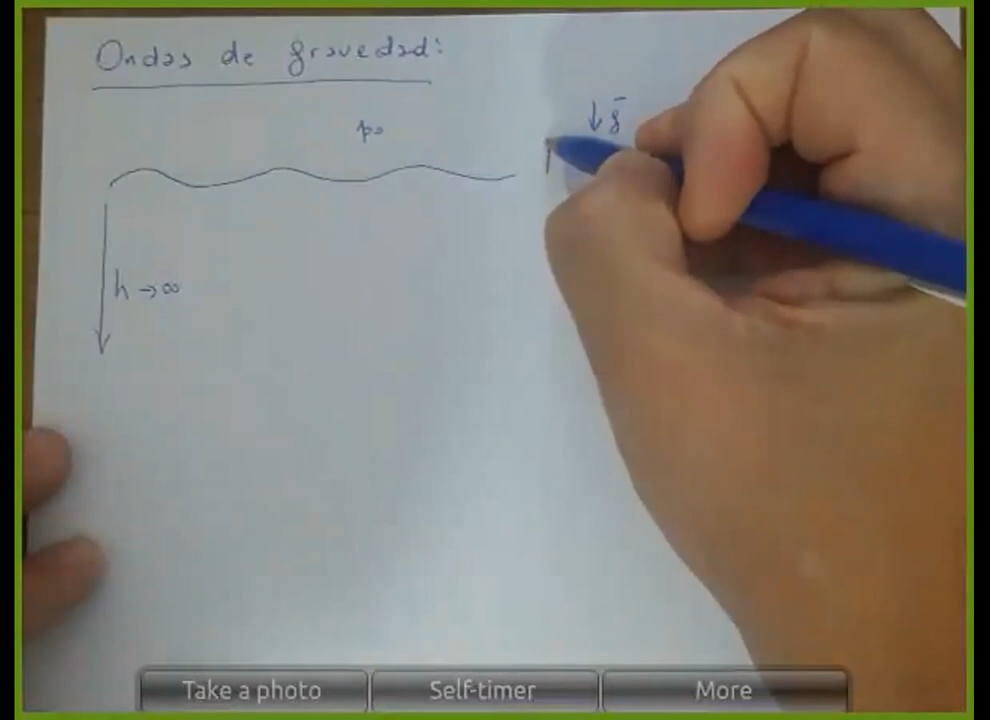 Ondas de gravedad:
p₀
↓ g̅
h → ∞
Take a photo
Self-timer
More